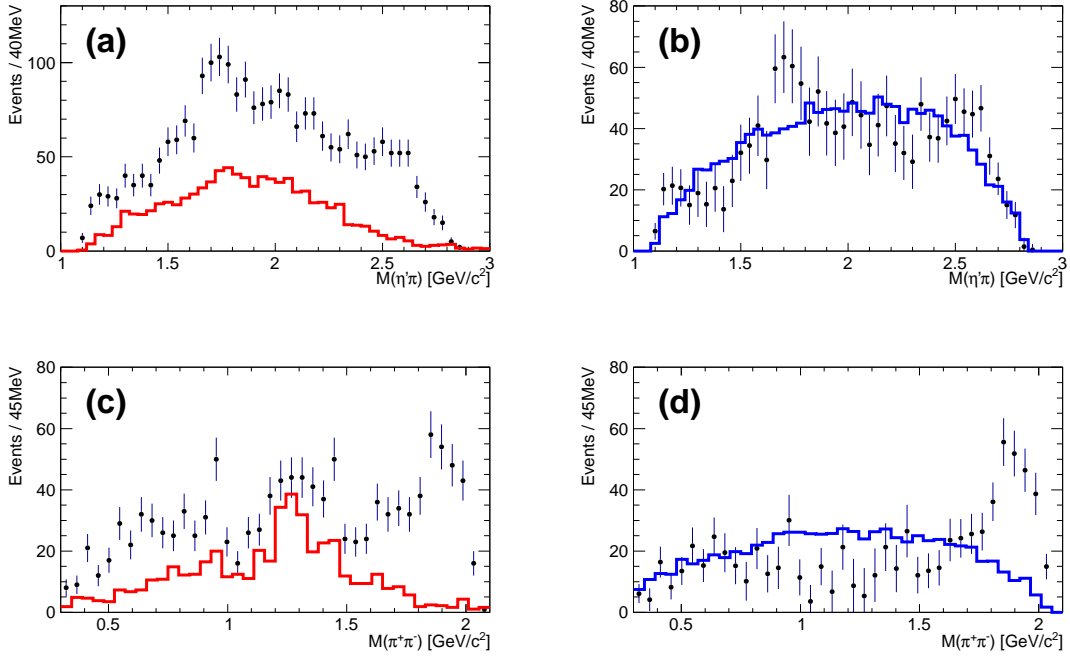 (a)
Events / 40MeV
100
50
0
1 1.5 2 2.5 3
M(η'π) [GeV/c²]
(b)
Events / 40MeV
80
60
40
20
0
1 1.5 2 2.5 3
M(η'π) [GeV/c²]
(c)
Events / 45MeV
80
60
40
20
0
0.5 1 1.5 2
M(π⁺π⁻) [GeV/c²]
(d)
Events / 45MeV
80
60
40
20
0
0.5 1 1.5 2
M(π⁺π⁻) [GeV/c²]